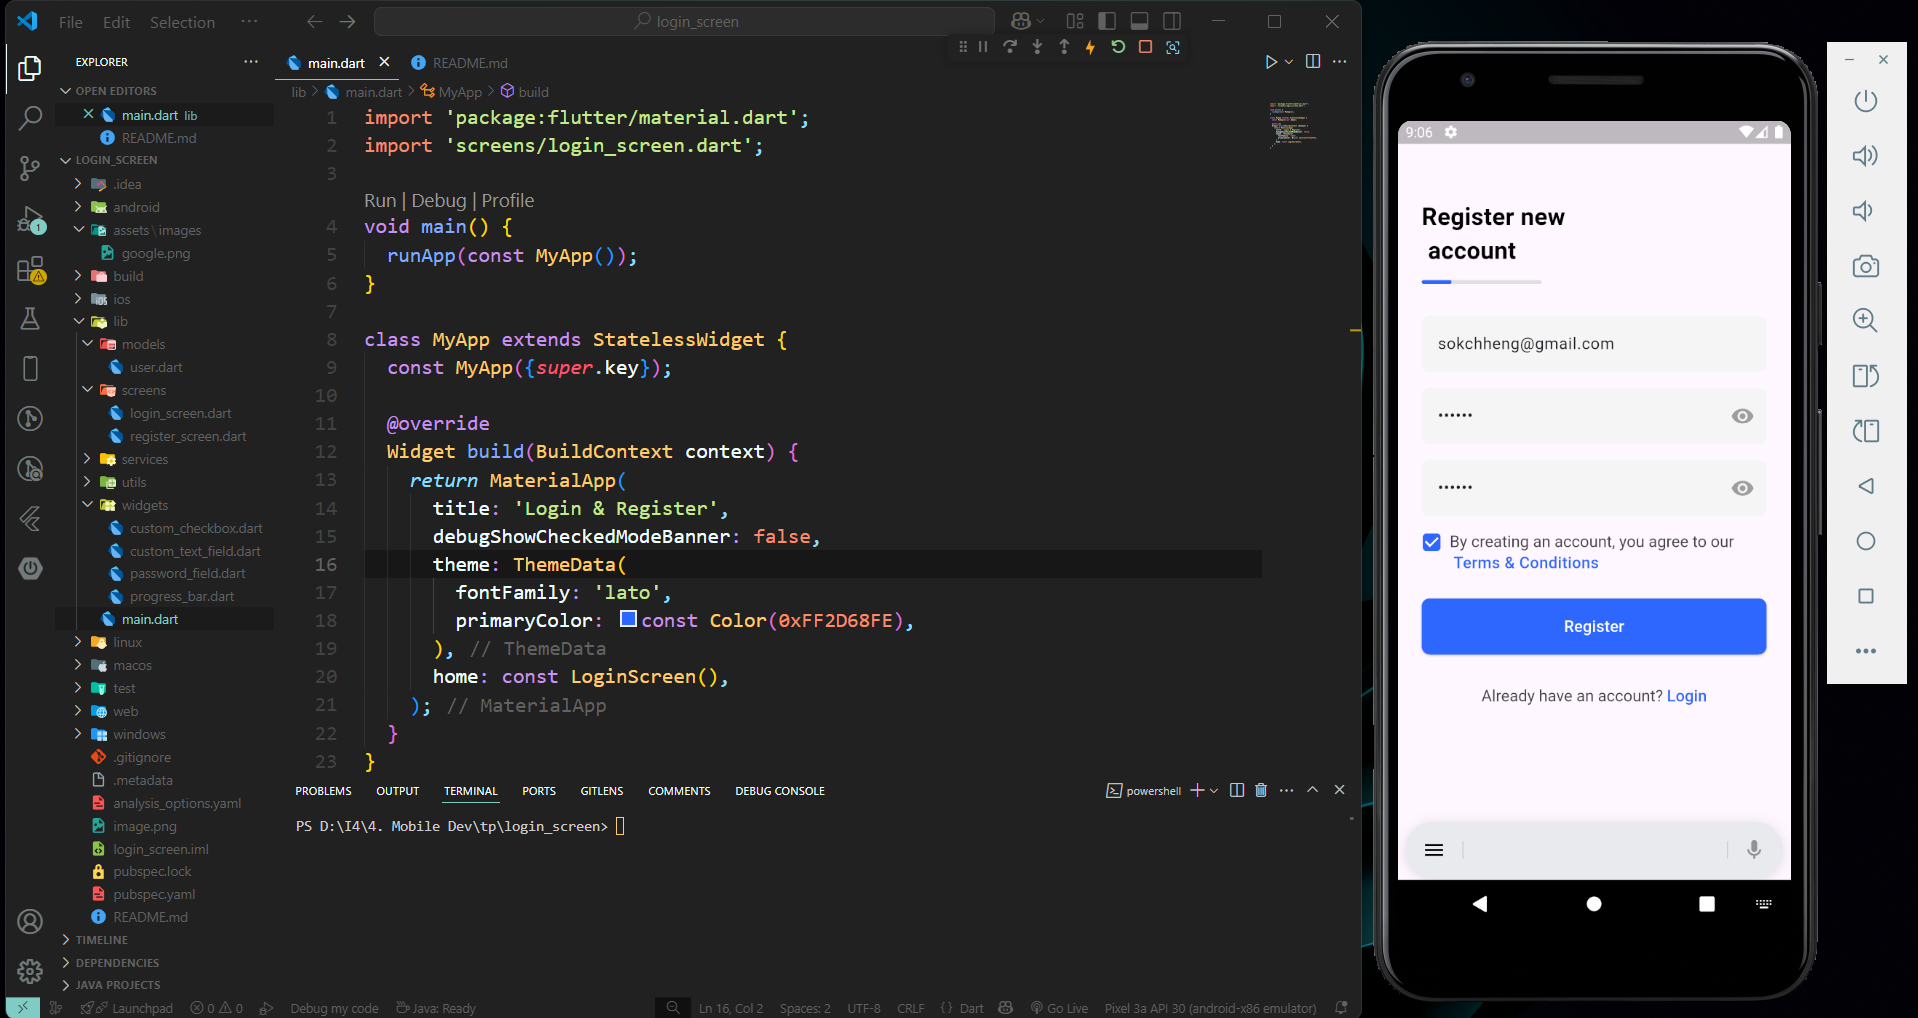 File Edit Selection ··· login_screen
EXPLORER ···
OPEN EDITORS
main.dart lib
README.md
LOGIN_SCREEN
.idea
android
assets \ images
google.png
build
ios
lib
models
user.dart
screens
login_screen.dart
register_screen.dart
services
utils
widgets
custom_checkbox.dart
custom_text_field.dart
password_field.dart
progress_bar.dart
main.dart
linux
macos
test
web
windows
.gitignore
.metadata
analysis_options.yaml
image.png
login_screen.iml
pubspec.lock
pubspec.yaml
README.md
TIMELINE
DEPENDENCIES
JAVA PROJECTS
1
main.dart README.md
lib > main.dart > MyApp > build
1 import 'package:flutter/material.dart';
2 import 'screens/login_screen.dart';
3
Run | Debug | Profile
4 void main() {
5 runApp(const MyApp());
6 }
7
8 class MyApp extends StatelessWidget {
9 const MyApp({super.key});
10
11 @override
12 Widget build(BuildContext context) {
13 return MaterialApp(
14 title: 'Login & Register',
15 debugShowCheckedModeBanner: false,
16 theme: ThemeData(
17 fontFamily: 'lato',
18 primaryColor: const Color(0xFF2D68FE),
19 ), // ThemeData
20 home: const LoginScreen(),
21 ); // MaterialApp
22 }
23 }
PROBLEMS OUTPUT TERMINAL PORTS GITLENS COMMENTS DEBUG CONSOLE powershell
PS D:\I4\4. Mobile Dev\tp\login_screen>
Launchpad 0 0 Debug my code Java: Ready Ln 16, Col 2 Spaces: 2 UTF-8 CRLF {} Dart Go Live Pixel 3a API 30 (android-x86 emulator)
9:06
Register new
account
sokchheng@gmail.com
••••••
••••••
By creating an account, you agree to our
Terms & Conditions
Register
Already have an account? Login